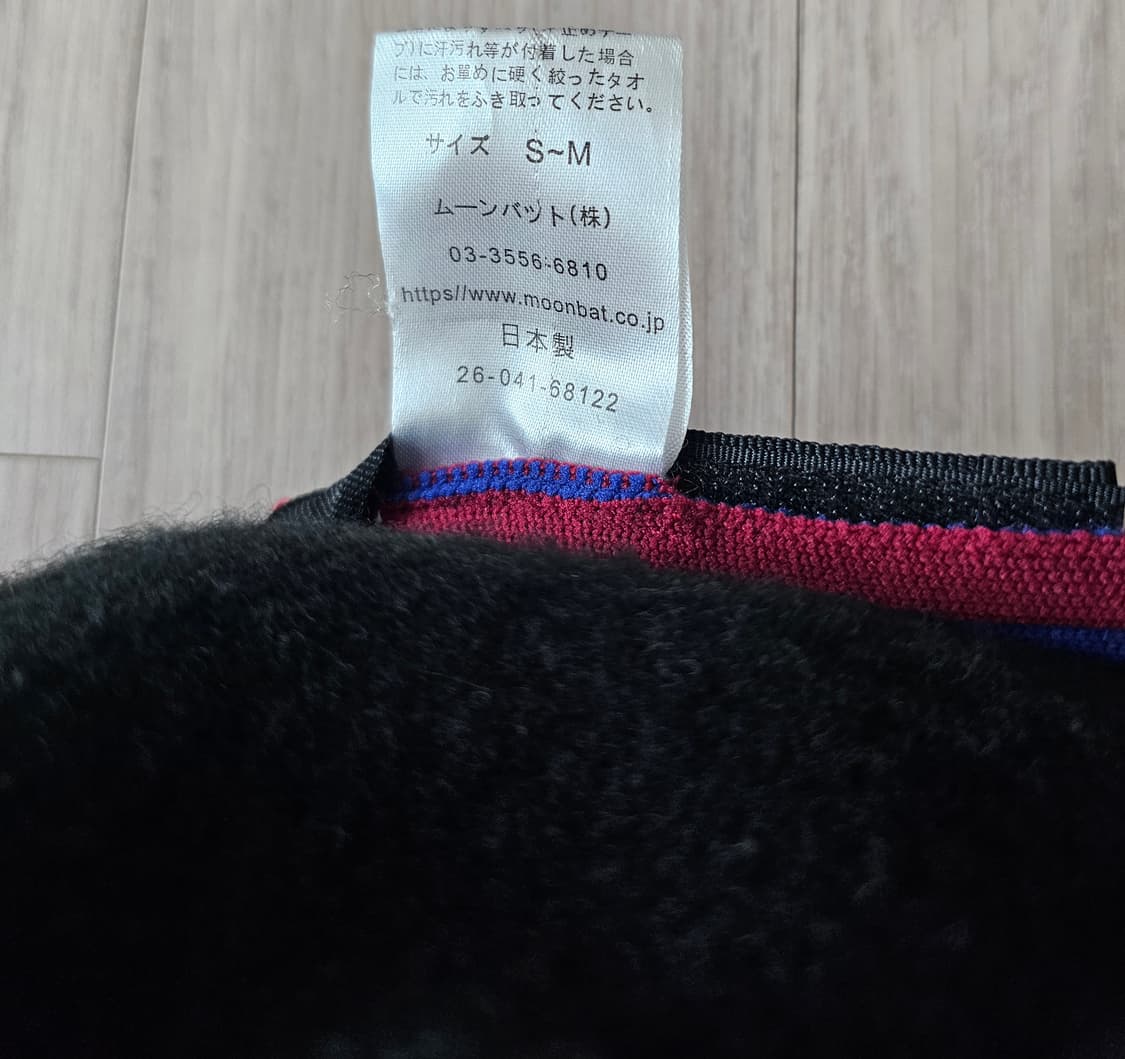 プ)に汗汚れ等が付着した場合
には、お早めに硬く絞ったタオ
ルで汚れをふき取ってください。
サイズ S~M
ムーンバット(株)
03-3556-6810
https//www.moonbat.co.jp
日本製
26-041-68122